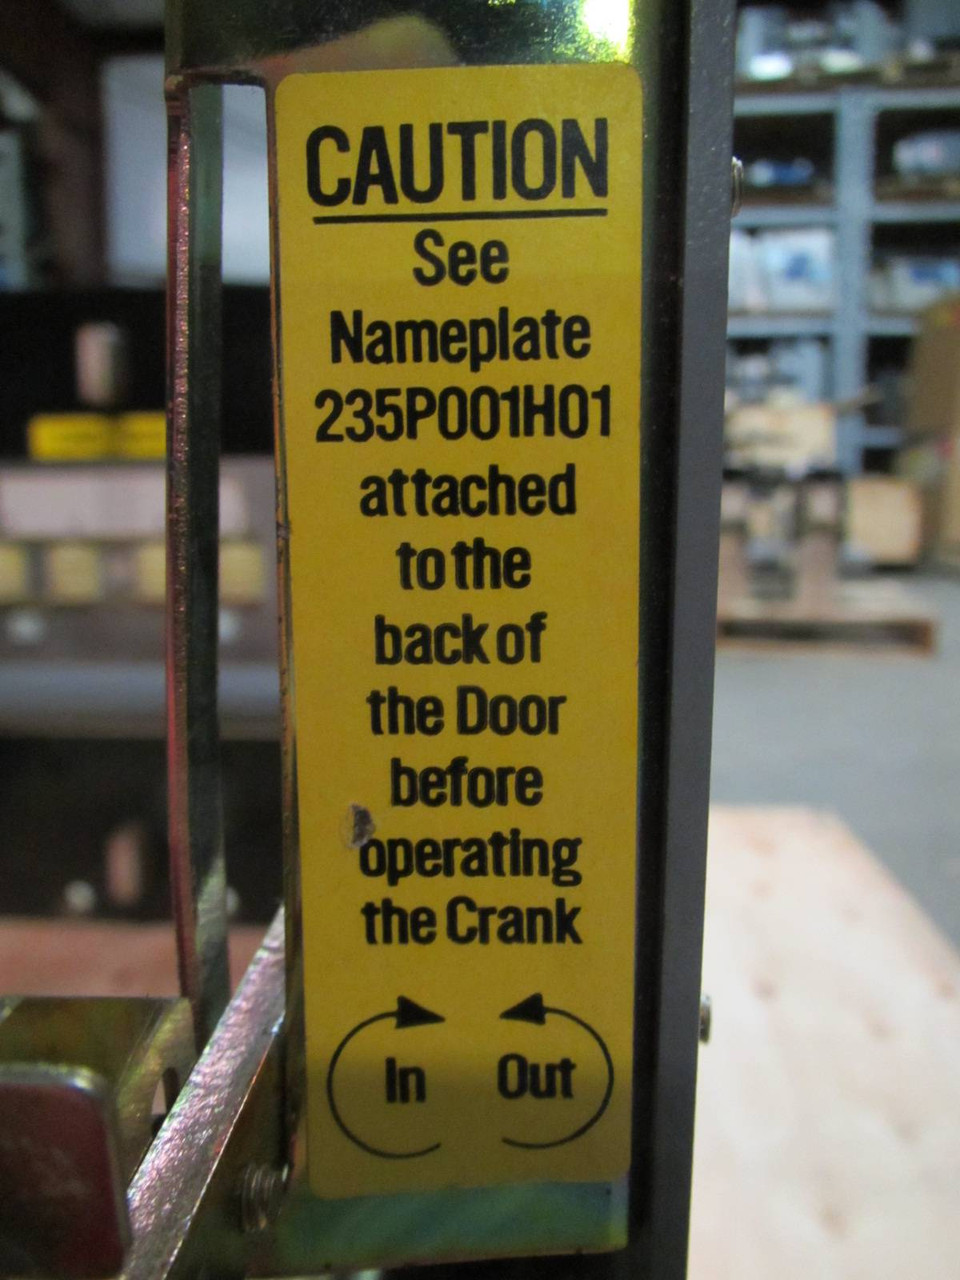 CAUTION
See
Nameplate
235P001H01
attached
to the
back of
the Door
before
operating
the Crank
In Out